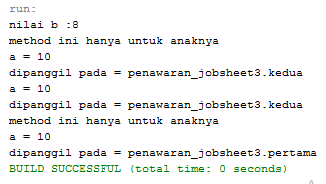 run:
nilai b :8
method ini hanya untuk anaknya
a = 10
dipanggil pada = penawaran_jobsheet3.kedua
a = 10
dipanggil pada = penawaran_jobsheet3.kedua
method ini hanya untuk anaknya
a = 10
dipanggil pada = penawaran_jobsheet3.pertama
BUILD SUCCESSFUL (total time: 0 seconds)